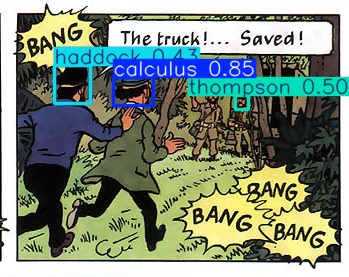 BANG
The truck!... Saved!
haddock 0.43
calculus 0.85
thompson 0.50
BANG
BANG
BANG